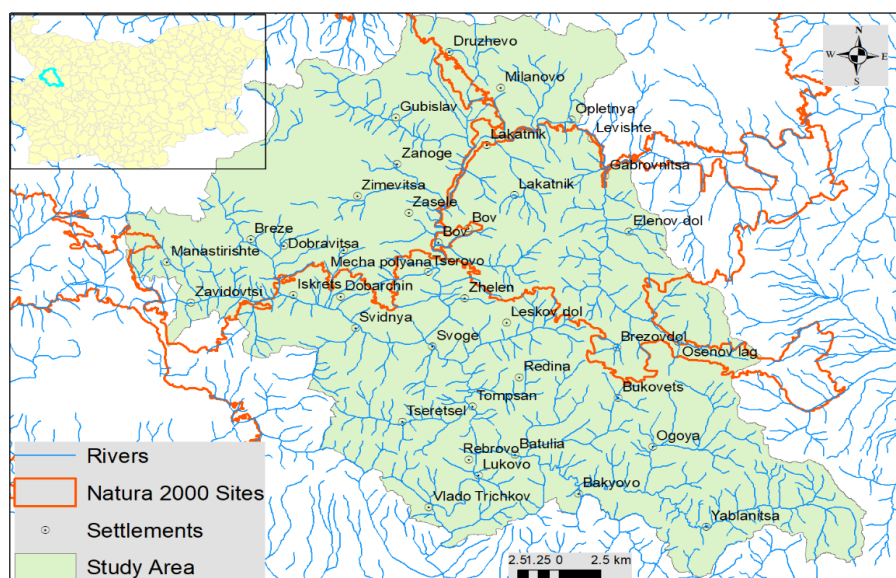 N
W E
S
Druzhevo
Milanovo
Gubislav
Opletnya
Levishte
Lakatnik
Gabrovnitsa
Zanoge
Zimevitsa
Lakatnik
Zasele
Bov
Elenov dol
Breze
Bov
Dobravitsa
Manastirishte
Mecha polyana
Tserovo
Zavidovtsi
Iskrets
Dobarchin
Zhelen
Leskov dol
Svidnya
Svoge
Brezovdol
Osenov lag
Redina
Bukovets
Tompsan
Tseretsel
Ogoya
Rebrovo
Batulia
Lukovo
Vlado Trichkov
Bakyovo
Yablanitsa
Rivers
Natura 2000 Sites
Settlements
Study Area
2.51.25 0 2.5 km